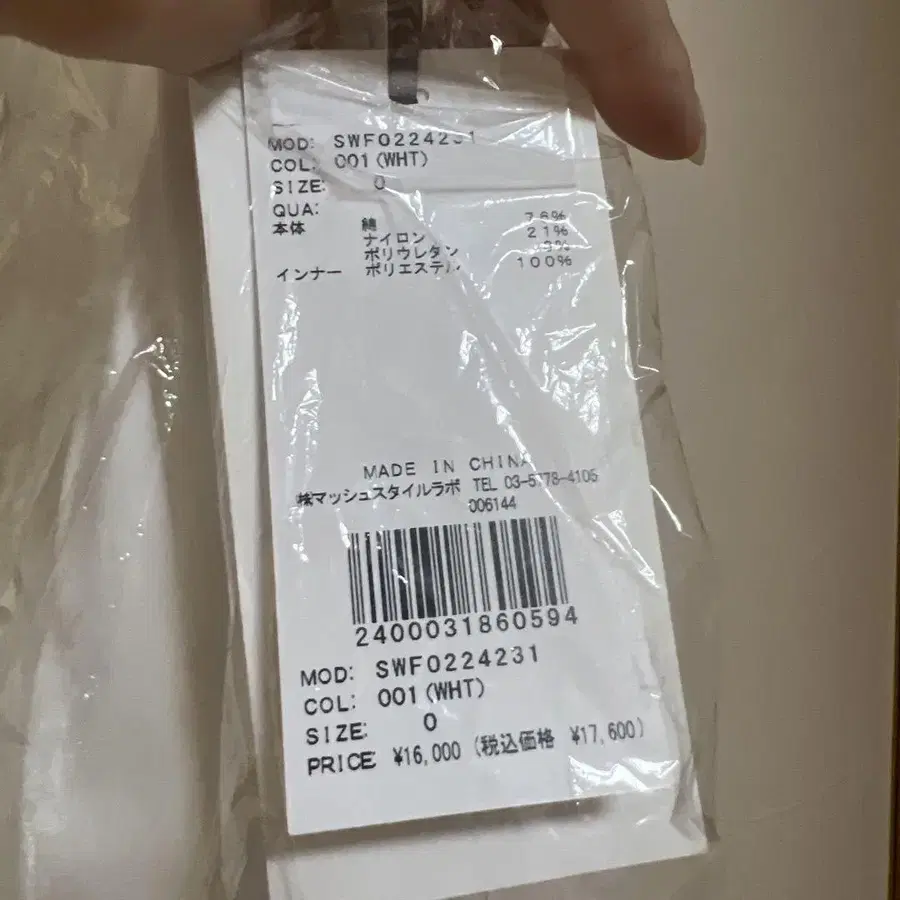 MOD: SWF0224231
COL: 001(WHT)
SIZE: 0
QUA:
本体 綿 76%
ナイロン 21%
ポリウレタン 3%
インナー ポリエステル 100%
MADE IN CHINA
㈱マッシュスタイルラボ TEL 03-5778-4106
006144
2400031860594
MOD: SWF0224231
COL: 001(WHT)
SIZE: 0
PRICE: ¥16,000 (税込価格 ¥17,600)